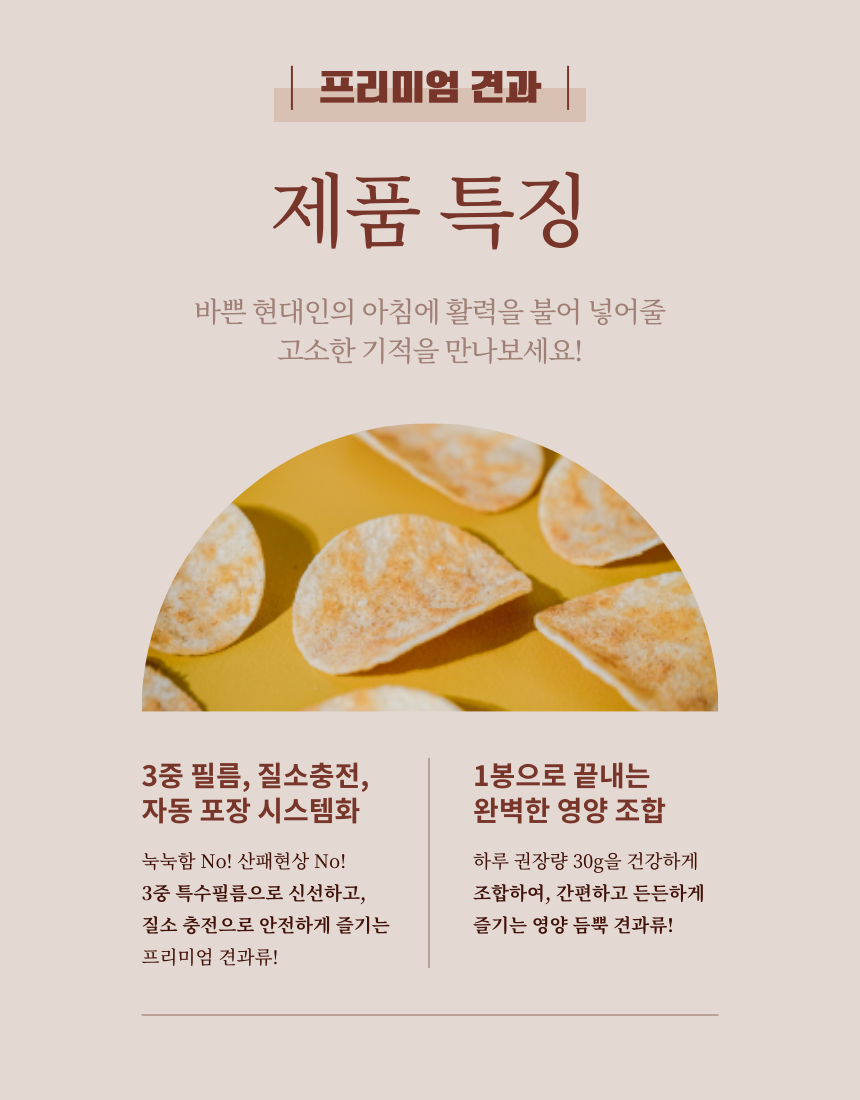 프리미엄 견과
제품 특징
바쁜 현대인의 아침에 활력을 불어 넣어줄
고소한 기적을 만나보세요!
3중 필름, 질소충전,
자동 포장 시스템화
눅눅함 No! 산패현상 No!
3중 특수필름으로 신선하고,
질소 충전으로 안전하게 즐기는
프리미엄 견과류!
1봉으로 끝내는
완벽한 영양 조합
하루 권장량 30g을 건강하게
조합하여, 간편하고 든든하게
즐기는 영양 듬뿍 견과류!